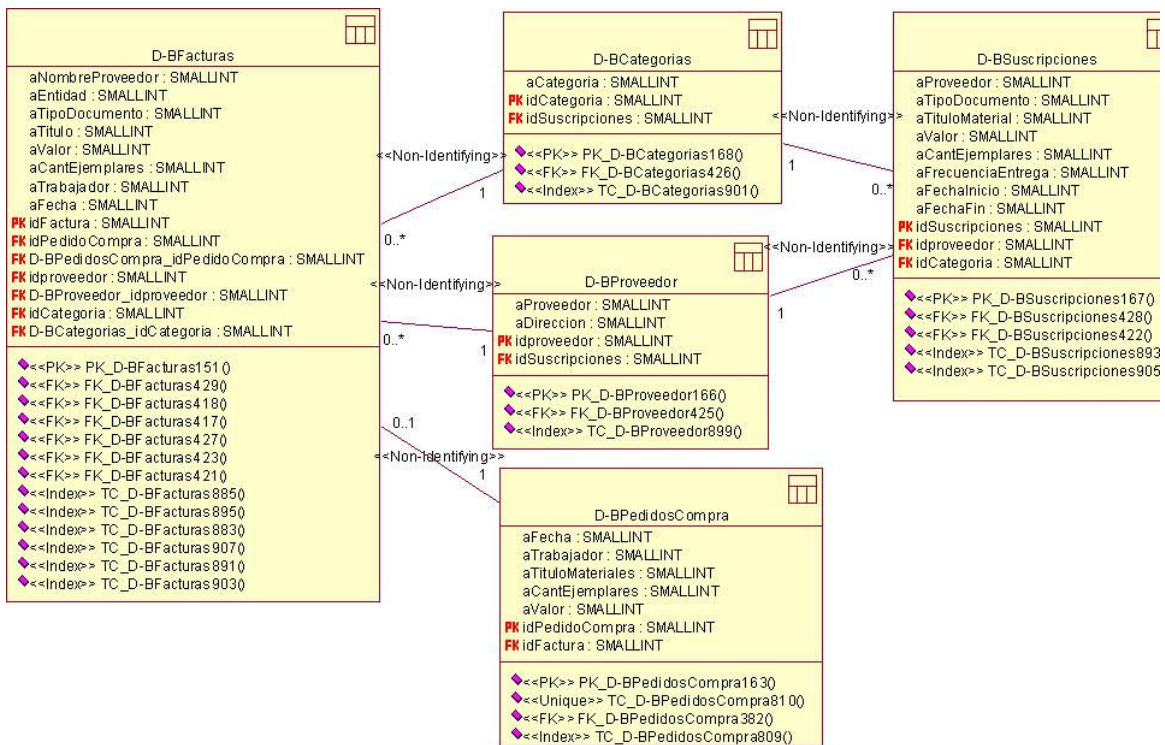 D-BFacturas
aNombreProveedor : SMALLINT
aEntidad : SMALLINT
aTipoDocumento : SMALLINT
aTitulo : SMALLINT
aValor : SMALLINT
aCantEjemplares : SMALLINT
aTrabajador : SMALLINT
aFecha : SMALLINT
PK idFactura : SMALLINT
FK idPedidoCompra : SMALLINT
FK D-BPedidosCompra_idPedidoCompra : SMALLINT
FK idproveedor : SMALLINT
FK D-BProveedor_idproveedor : SMALLINT
FK idCategoria : SMALLINT
FK D-BCategorias_idCategoria : SMALLINT
<<PK>> PK_D-BFacturas151()
<<FK>> FK_D-BFacturas429()
<<FK>> FK_D-BFacturas418()
<<FK>> FK_D-BFacturas417()
<<FK>> FK_D-BFacturas427()
<<FK>> FK_D-BFacturas423()
<<FK>> FK_D-BFacturas421()
<<Index>> TC_D-BFacturas885()
<<Index>> TC_D-BFacturas895()
<<Index>> TC_D-BFacturas883()
<<Index>> TC_D-BFacturas907()
<<Index>> TC_D-BFacturas891()
<<Index>> TC_D-BFacturas903()
<<Non-Identifying>>
1
0..*
<<Non-Identifying>>
0..*
1
0..1
<<Non-Identifying>>
1
D-BCategorias
aCategoria : SMALLINT
PK idCategoria : SMALLINT
FK idSuscripciones : SMALLINT
<<PK>> PK_D-BCategorias168()
<<FK>> FK_D-BCategorias426()
<<Index>> TC_D-BCategorias901()
D-BProveedor
aProveedor : SMALLINT
aDireccion : SMALLINT
PK idproveedor : SMALLINT
FK idSuscripciones : SMALLINT
<<PK>> PK_D-BProveedor166()
<<FK>> FK_D-BProveedor425()
<<Index>> TC_D-BProveedor899()
D-BPedidosCompra
aFecha : SMALLINT
aTrabajador : SMALLINT
aTituloMateriales : SMALLINT
aCantEjemplares : SMALLINT
aValor : SMALLINT
PK idPedidoCompra : SMALLINT
FK idFactura : SMALLINT
<<PK>> PK_D-BPedidosCompra163()
<<Unique>> TC_D-BPedidosCompra810()
<<FK>> FK_D-BPedidosCompra382()
<<Index>> TC_D-BPedidosCompra809()
<<Non-Identifying>>
1
0..*
<<Non-Identifying>>
0..*
1
D-BSuscripciones
aProveedor : SMALLINT
aTipoDocumento : SMALLINT
aTituloMaterial : SMALLINT
aValor : SMALLINT
aCantEjemplares : SMALLINT
aFrecuenciaEntrega : SMALLINT
aFechaInicio : SMALLINT
aFechaFin : SMALLINT
PK idSuscripciones : SMALLINT
FK idproveedor : SMALLINT
FK idCategoria : SMALLINT
<<PK>> PK_D-BSuscripciones167()
<<FK>> FK_D-BSuscripciones428()
<<FK>> FK_D-BSuscripciones422()
<<Index>> TC_D-BSuscripciones893
<<Index>> TC_D-BSuscripciones905